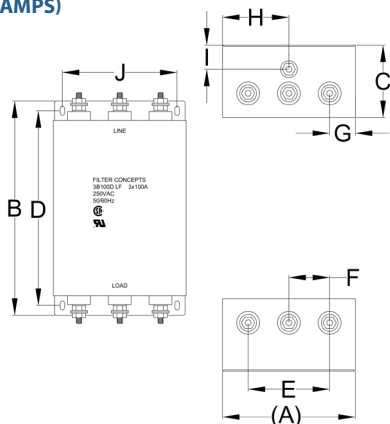 AMPS)
H
J
I
C
G
LINE
B
D
FILTER CONCEPTS
3B100D LF 3x100A
250VAC
50/60Hz
LOAD
F
E
(A)